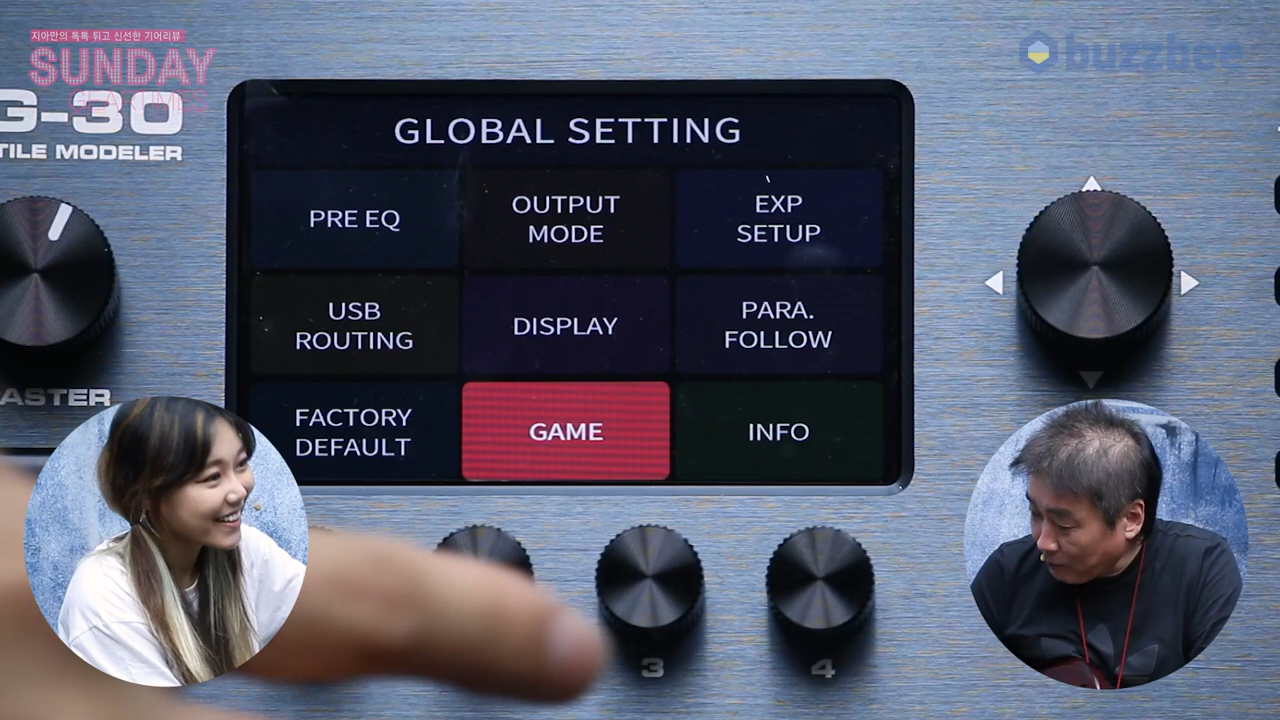 지아만의 톡톡 튀고 신선한 기어리뷰
SUNDAY
GEARTIMES
buzzbee
G-30
TILE MODELER
GLOBAL SETTING
PRE EQ
OUTPUT
MODE
EXP
SETUP
USB
ROUTING
DISPLAY
PARA.
FOLLOW
FACTORY
DEFAULT
GAME
INFO
ASTER
3
4